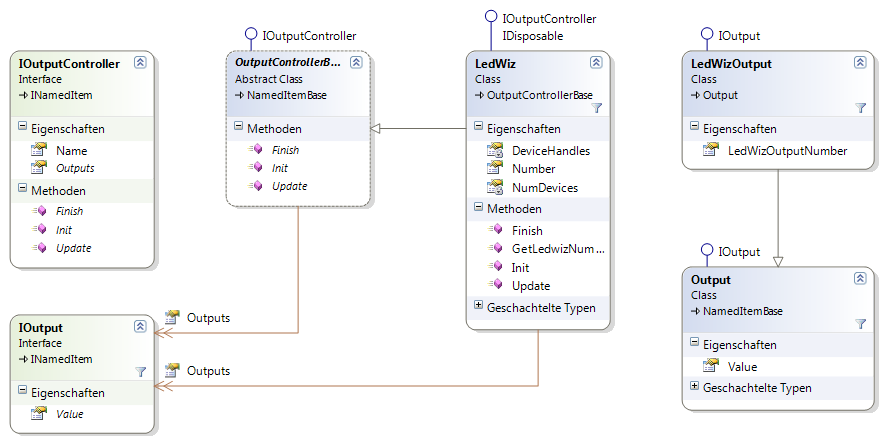 IOutputController
Interface
INamedItem
Eigenschaften
Name
Outputs
Methoden
Finish
Init
Update
IOutputController
OutputControllerB...
Abstract Class
NamedItemBase
Methoden
Finish
Init
Update
IOutputController
IDisposable
LedWiz
Class
OutputControllerBase
Eigenschaften
DeviceHandles
Number
NumDevices
Methoden
Finish
GetLedwizNum...
Init
Update
Geschachtelte Typen
IOutput
LedWizOutput
Class
Output
Eigenschaften
LedWizOutputNumber
IOutput
Output
Class
NamedItemBase
Eigenschaften
Value
Geschachtelte Typen
IOutput
Interface
INamedItem
Eigenschaften
Value
Outputs
Outputs